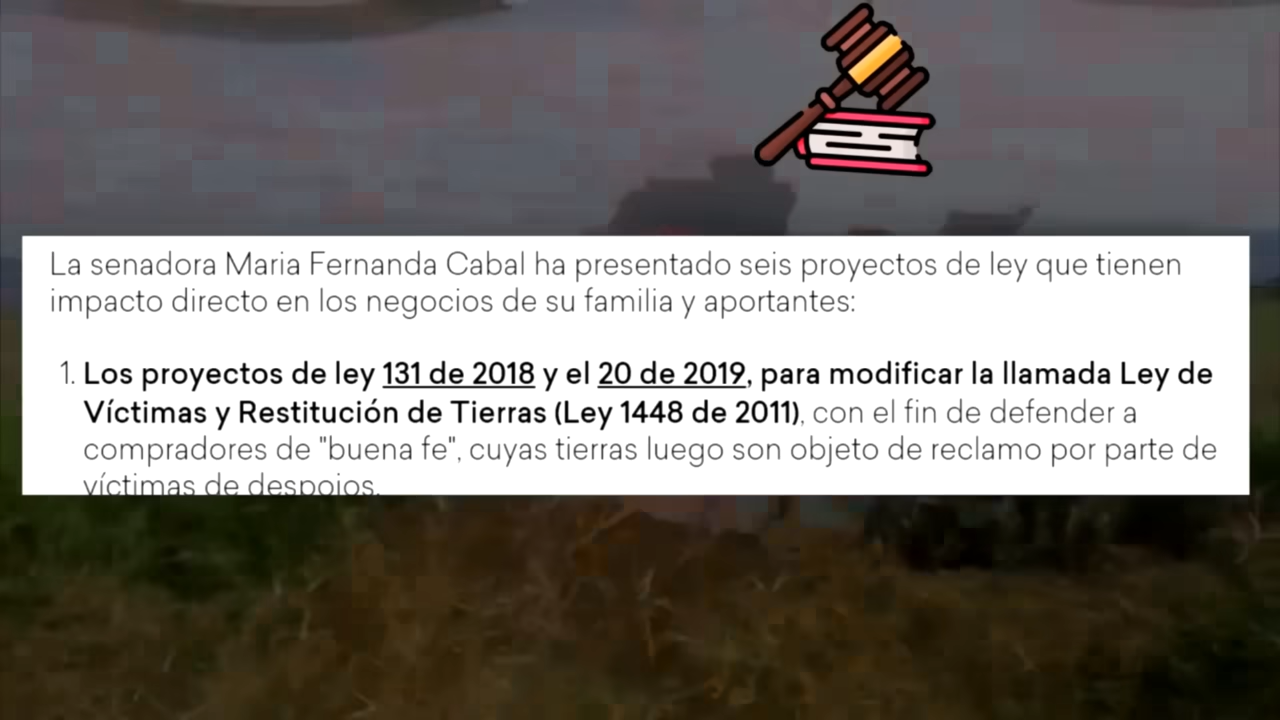 La senadora Maria Fernanda Cabal ha presentado seis proyectos de ley que tienen
impacto directo en los negocios de su familia y aportantes:
1. Los proyectos de ley 131 de 2018 y el 20 de 2019, para modificar la llamada Ley de
Víctimas y Restitución de Tierras (Ley 1448 de 2011), con el fin de defender a
compradores de "buena fe", cuyas tierras luego son objeto de reclamo por parte de
víctimas de despojos.